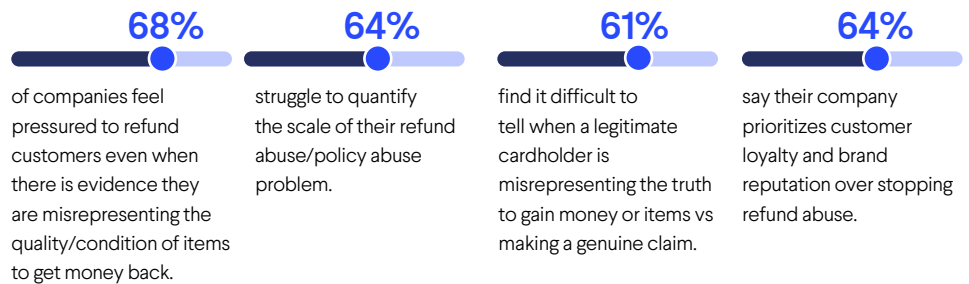 68%
of companies feel
pressured to refund
customers even when
there is evidence they
are misrepresenting the
quality/condition of items
to get money back.
64%
struggle to quantify
the scale of their refund
abuse/policy abuse
problem.
61%
find it difficult to
tell when a legitimate
cardholder is
misrepresenting the truth
to gain money or items vs
making a genuine claim.
64%
say their company
prioritizes customer
loyalty and brand
reputation over stopping
refund abuse.